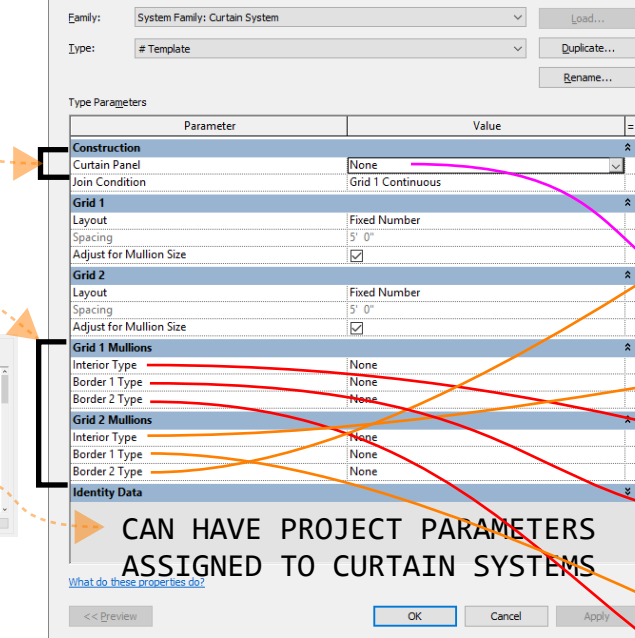 Family: System Family: Curtain System Load...
Type: # Template Duplicate...
Rename...
Type Parameters
Parameter Value =
Construction
Curtain Panel None
Join Condition Grid 1 Continuous
Grid 1
Layout Fixed Number
Spacing 5' 0"
Adjust for Mullion Size
Grid 2
Layout Fixed Number
Spacing 5' 0"
Adjust for Mullion Size
Grid 1 Mullions
Interior Type None
Border 1 Type None
Border 2 Type None
Grid 2 Mullions
Interior Type None
Border 1 Type None
Border 2 Type None
Identity Data
CAN HAVE PROJECT PARAMETERS
ASSIGNED TO CURTAIN SYSTEMS
What do these properties do?
<< Preview OK Cancel Apply